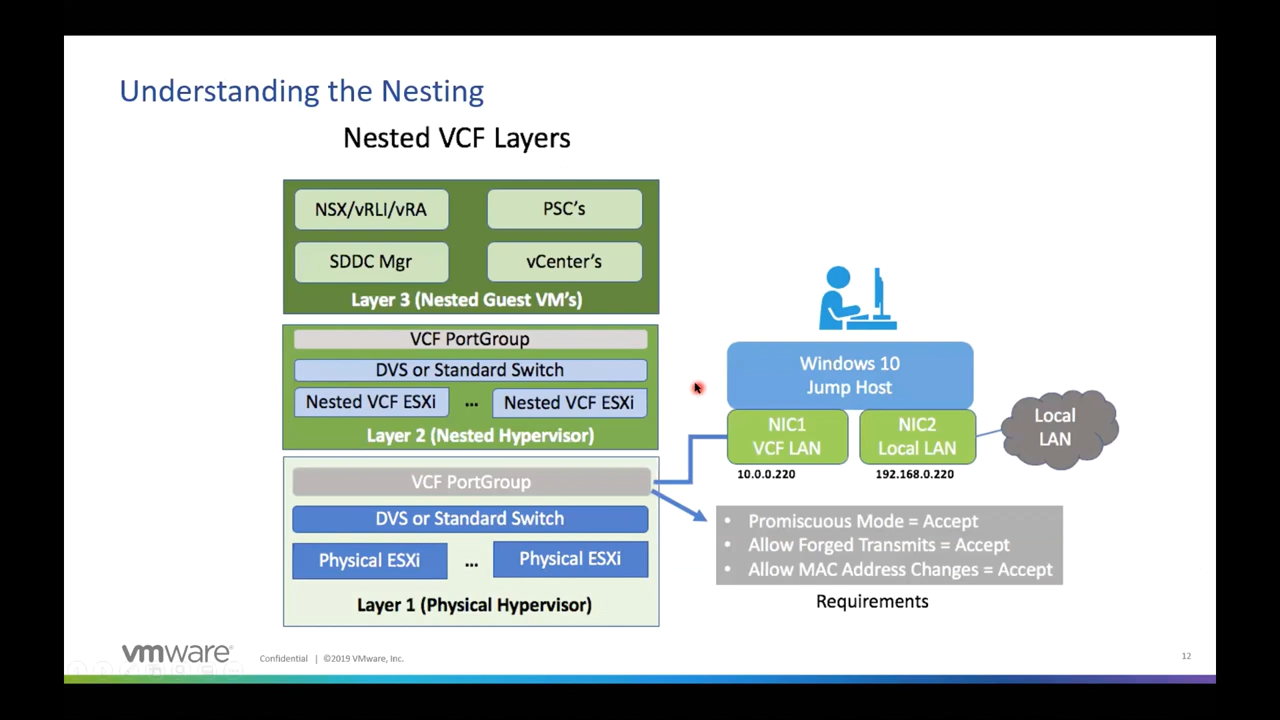 Understanding the Nesting
Nested VCF Layers
NSX/vRLI/vRA
PSC's
SDDC Mgr
vCenter's
Layer 3 (Nested Guest VM's)
VCF PortGroup
DVS or Standard Switch
Nested VCF ESXi
...
Nested VCF ESXi
Layer 2 (Nested Hypervisor)
VCF PortGroup
DVS or Standard Switch
Physical ESXi
...
Physical ESXi
Layer 1 (Physical Hypervisor)
Windows 10
Jump Host
NIC1
VCF LAN
NIC2
Local LAN
10.0.0.220
192.168.0.220
Local
LAN
• Promiscuous Mode = Accept
• Allow Forged Transmits = Accept
• Allow MAC Address Changes = Accept
Requirements
vmware®
Confidential | ©2019 VMware, Inc.
12